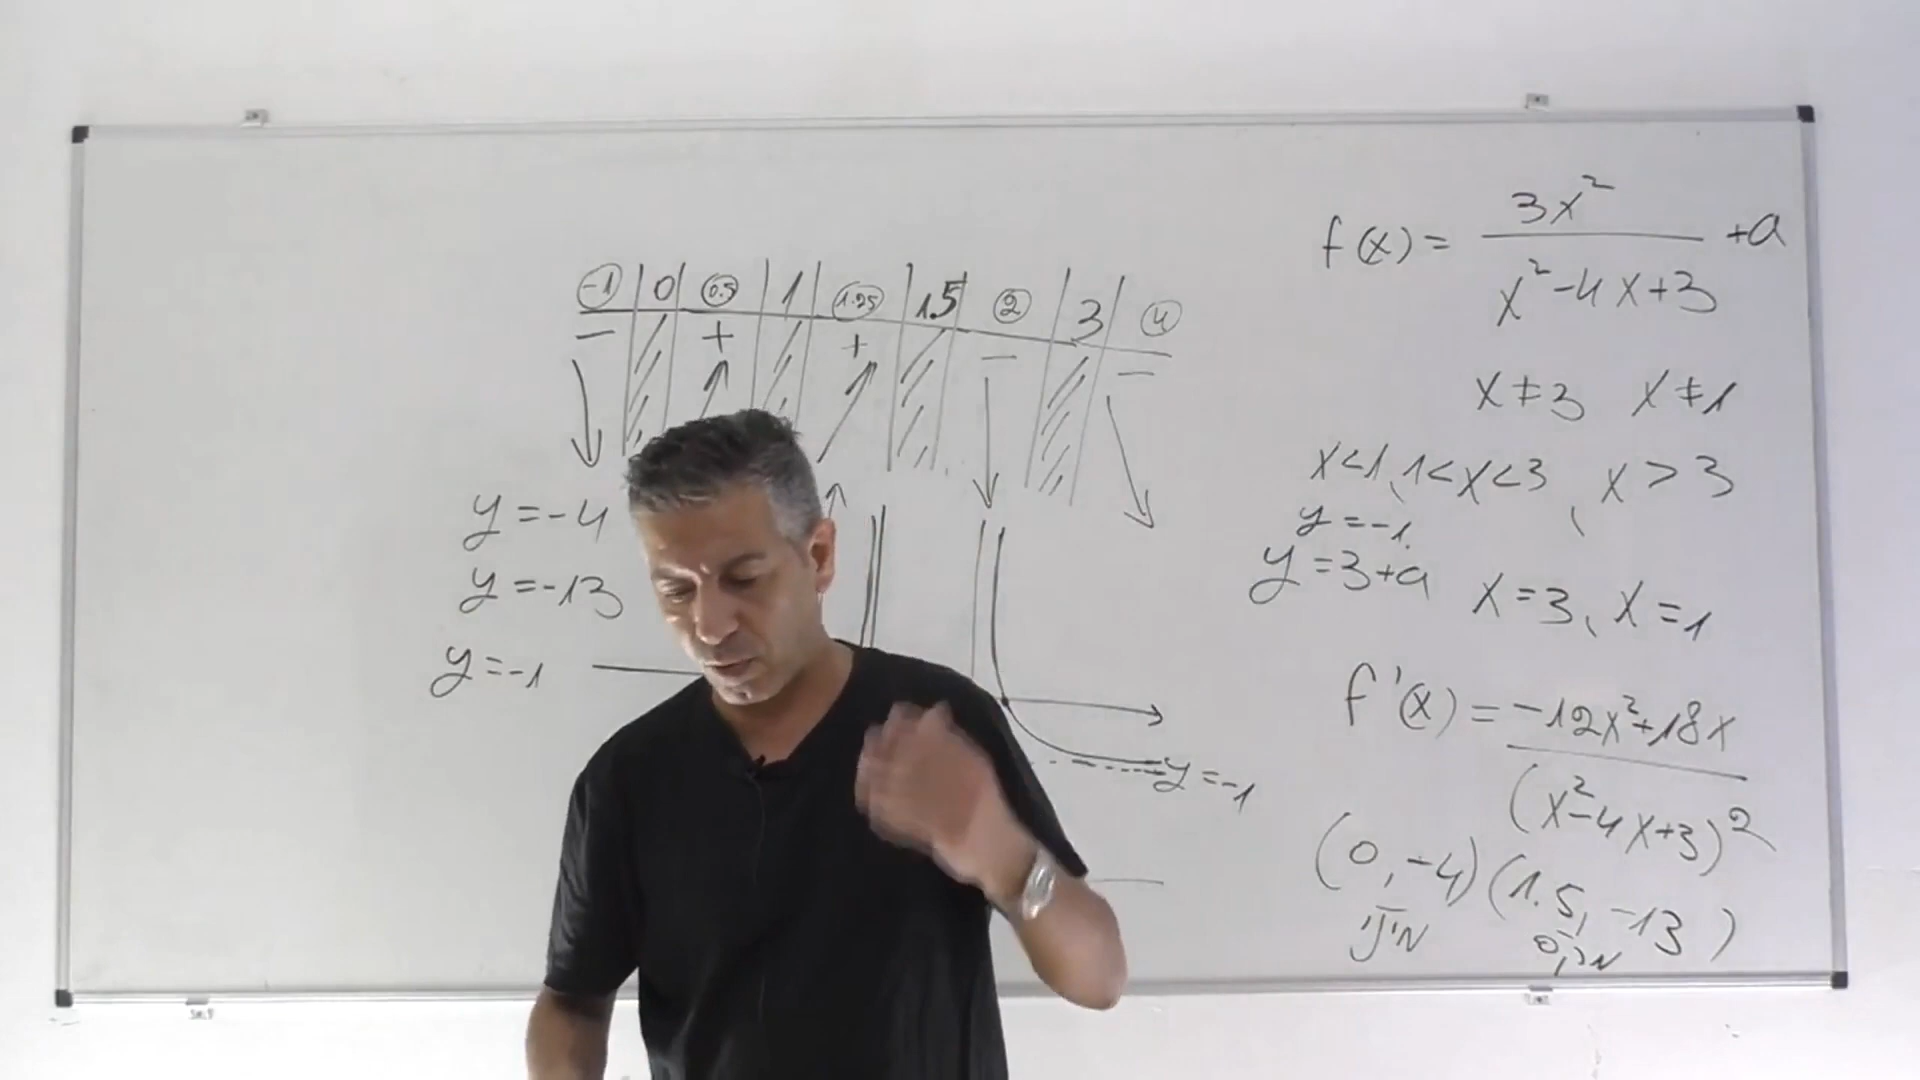 f(x) = 3x² / x²-4x+3 +a
x≠3 x≠1
x<1, 1<x<3, x>3
y=-1
y=3+a
x=3, x=1
f'(x) = -12x²+18x / (x²-4x+3)²
(0,-4) (1.5,-13)
מינ' מקס'
-1 0 0.5 1 1.25 1.5 2 3 4
- + + - -
y=-4
y=-13
y=-1
y=-1